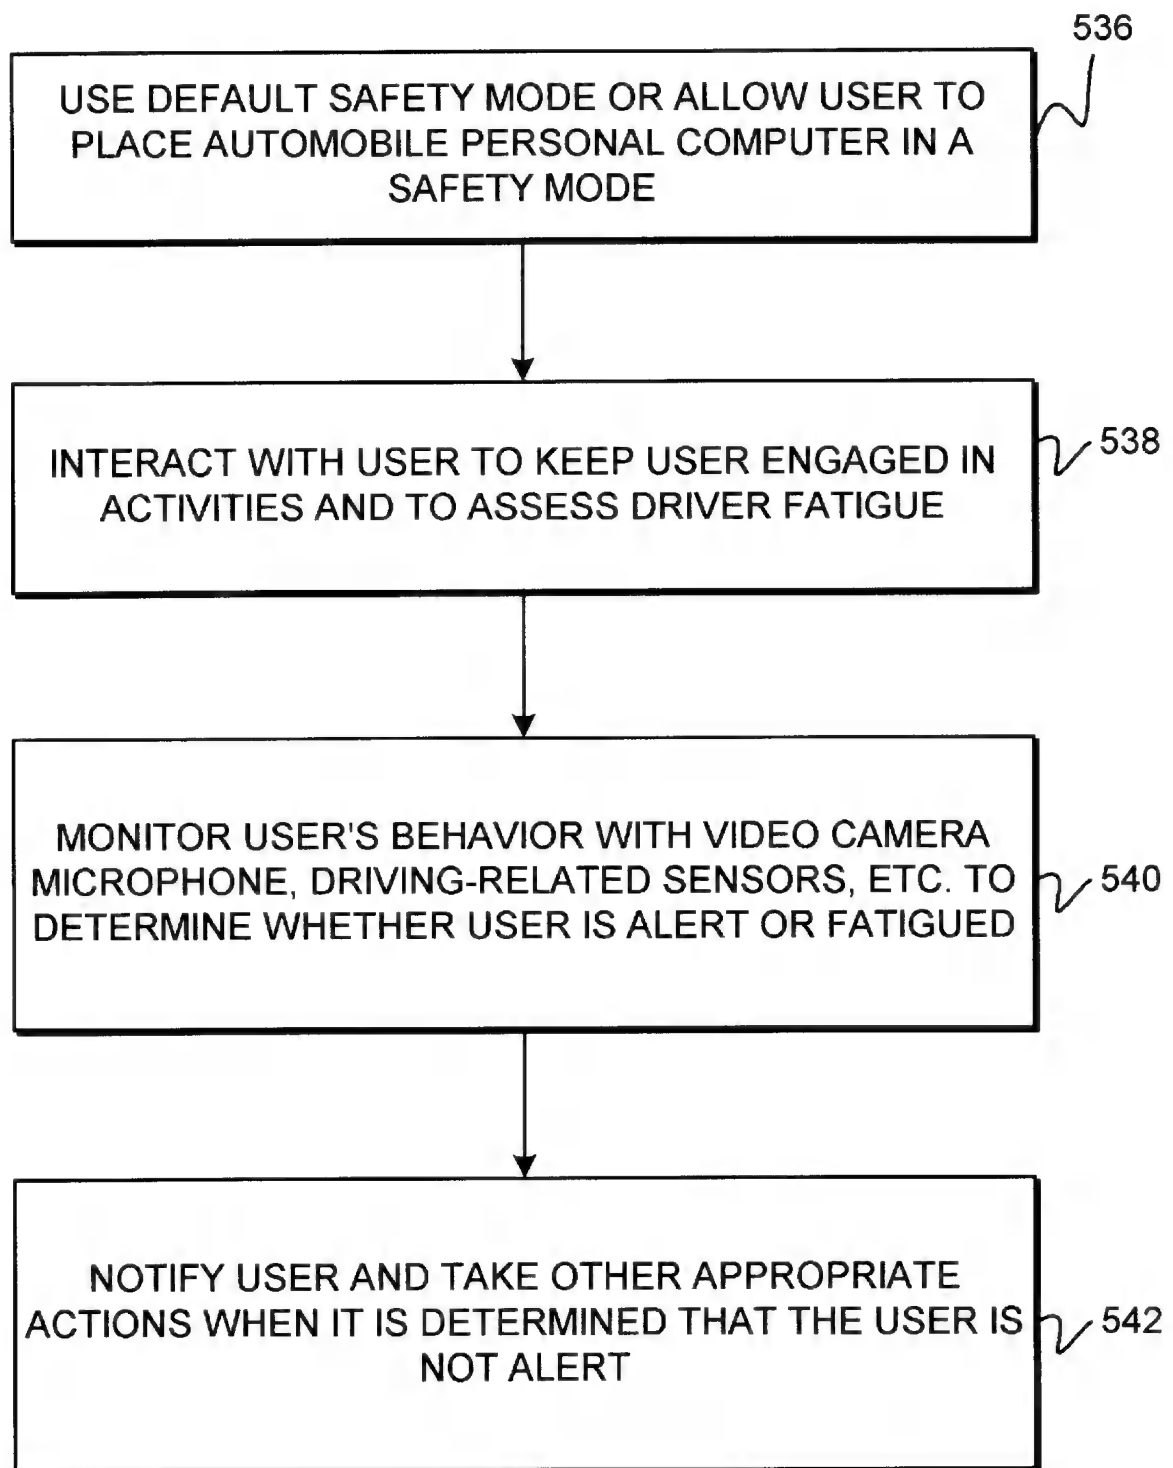 536
USE DEFAULT SAFETY MODE OR ALLOW USER TO
PLACE AUTOMOBILE PERSONAL COMPUTER IN A
SAFETY MODE
INTERACT WITH USER TO KEEP USER ENGAGED IN
ACTIVITIES AND TO ASSESS DRIVER FATIGUE
538
MONITOR USER'S BEHAVIOR WITH VIDEO CAMERA
MICROPHONE, DRIVING-RELATED SENSORS, ETC. TO
DETERMINE WHETHER USER IS ALERT OR FATIGUED
540
NOTIFY USER AND TAKE OTHER APPROPRIATE
ACTIONS WHEN IT IS DETERMINED THAT THE USER IS
NOT ALERT
542